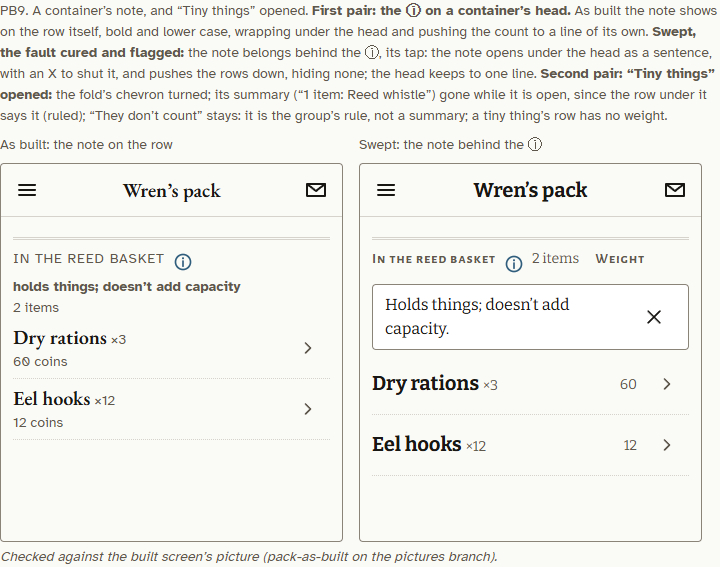 PB9. A container’s note, and “Tiny things” opened. First pair: the ⓘ on a container’s head. As built the note shows
on the row itself, bold and lower case, wrapping under the head and pushing the count to a line of its own. Swept,
the fault cured and flagged: the note belongs behind the ⓘ, its tap: the note opens under the head as a sentence,
with an X to shut it, and pushes the rows down, hiding none; the head keeps to one line. Second pair: “Tiny things”
opened: the fold’s chevron turned; its summary (“1 item: Reed whistle”) gone while it is open, since the row under it
says it (ruled); “They don’t count” stays: it is the group’s rule, not a summary; a tiny thing’s row has no weight.
As built: the note on the row
Wren’s pack
IN THE REED BASKET ⓘ
holds things; doesn’t add capacity
2 items
Dry rations ×3
60 coins
Eel hooks ×12
12 coins
Swept: the note behind the ⓘ
Wren’s pack
IN THE REED BASKET ⓘ 2 items WEIGHT
Holds things; doesn’t add
capacity.
Dry rations ×3 60
Eel hooks ×12 12
Checked against the built screen’s picture (pack-as-built on the pictures branch).